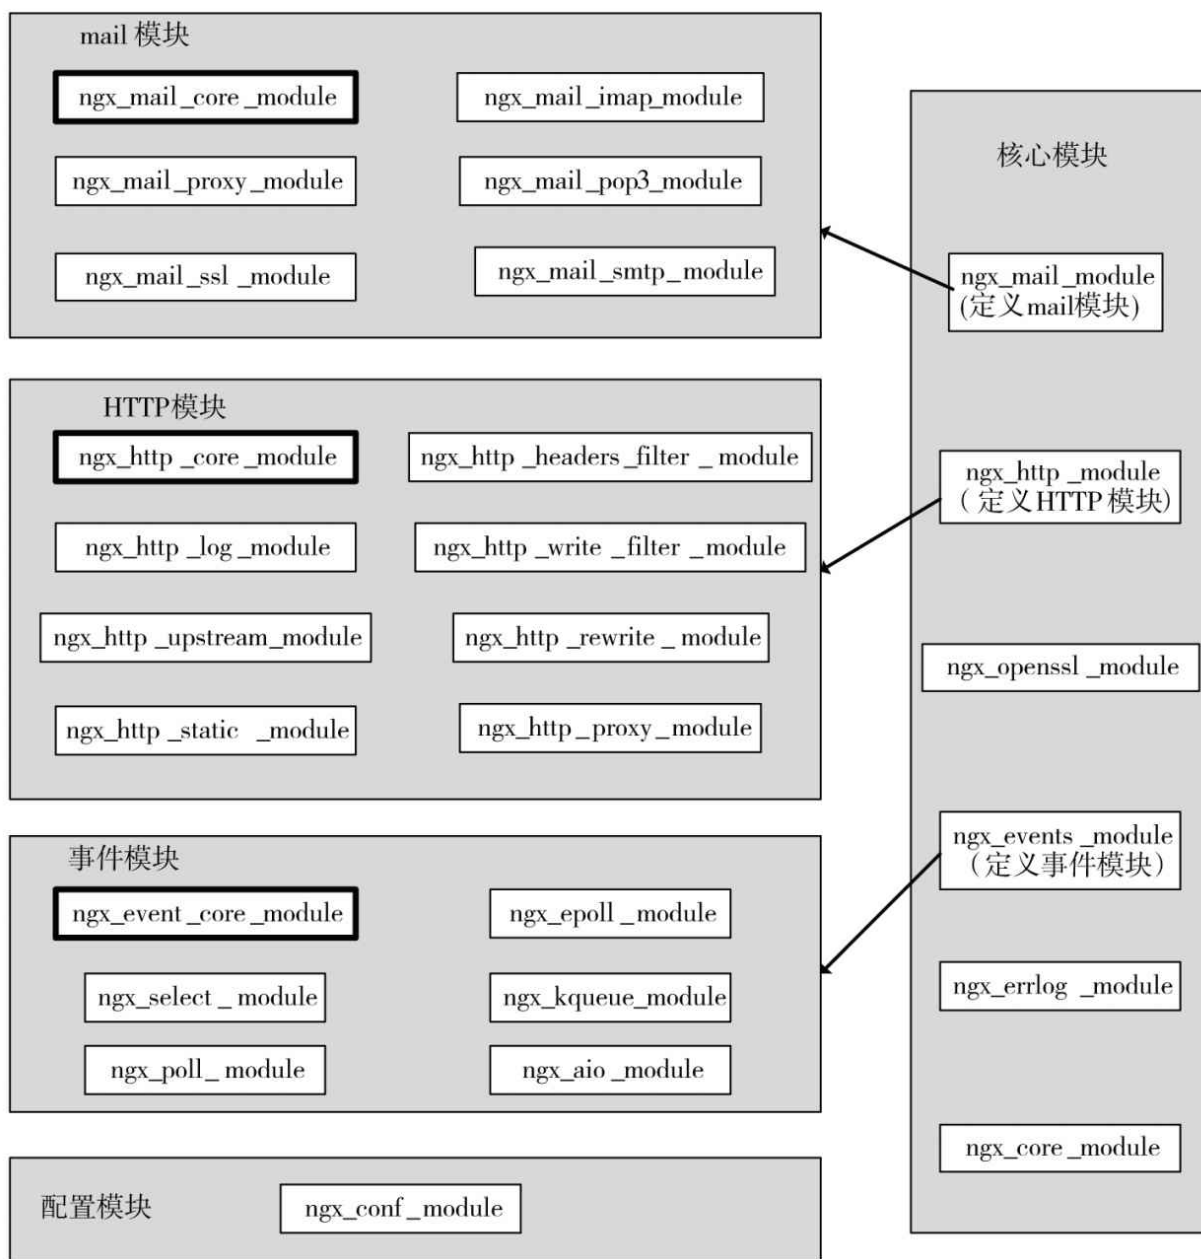 mail 模块
ngx_mail_core_module
ngx_mail_imap_module
ngx_mail_proxy_module
ngx_mail_pop3_module
ngx_mail_ssl_module
ngx_mail_smtp_module
HTTP模块
ngx_http_core_module
ngx_http_headers_filter_module
ngx_http_log_module
ngx_http_write_filter_module
ngx_http_upstream_module
ngx_http_rewrite_module
ngx_http_static_module
ngx_http_proxy_module
事件模块
ngx_event_core_module
ngx_epoll_module
ngx_select_module
ngx_kqueue_module
ngx_poll_module
ngx_aio_module
配置模块
ngx_conf_module
核心模块
ngx_mail_module
(定义mail模块)
ngx_http_module
（定义HTTP模块）
ngx_openssl_module
ngx_events_module
（定义事件模块）
ngx_errlog_module
ngx_core_module